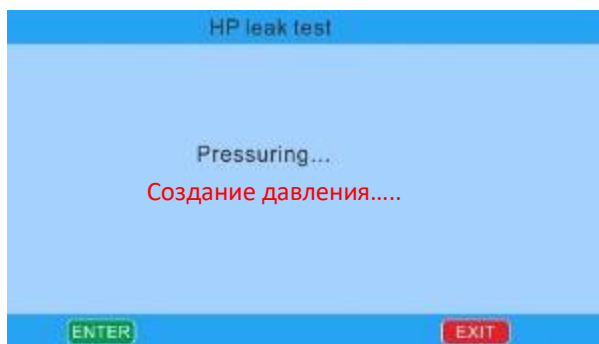 HP leak test
Pressuring...
Создание давления.....
ENTER EXIT